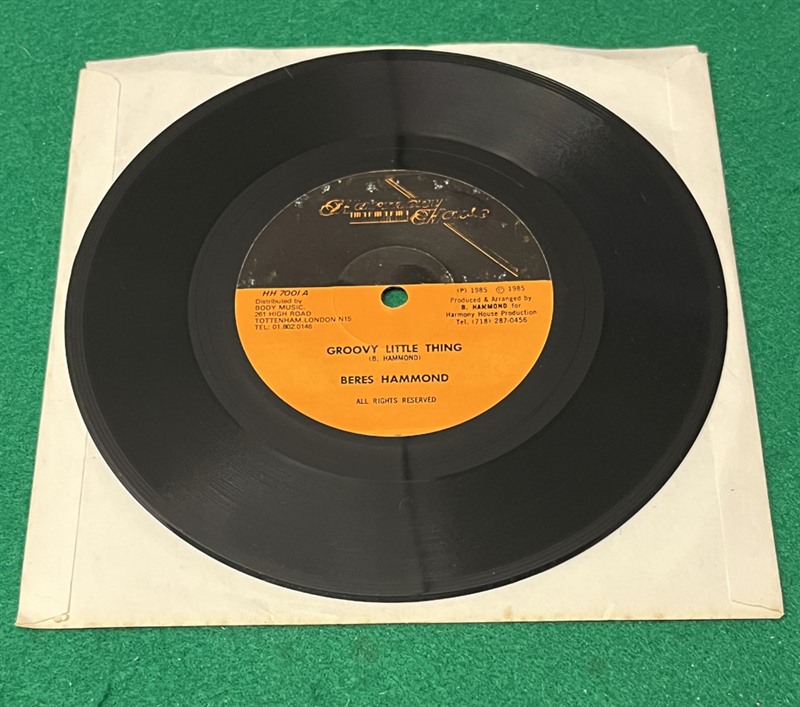 Harmony House
HH 7001 A
Distributed by
BODY MUSIC,
261 HIGH ROAD
TOTTENHAM, LONDON N15
TEL: 01.802.0146
(P) 1985 © 1985
Produced & Arranged by
B. HAMMOND for
Harmony House Production
Tel. (718) 287-0456
GROOVY LITTLE THING
(B. HAMMOND)
BERES HAMMOND
ALL RIGHTS RESERVED